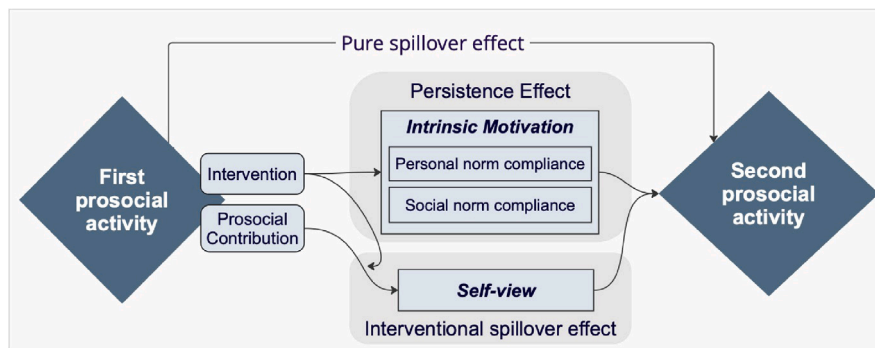 Pure spillover effect
Persistence Effect
Intrinsic Motivation
Personal norm compliance
Social norm compliance
First
prosocial
activity
Intervention
Prosocial
Contribution
Self-view
Interventional spillover effect
Second
prosocial
activity